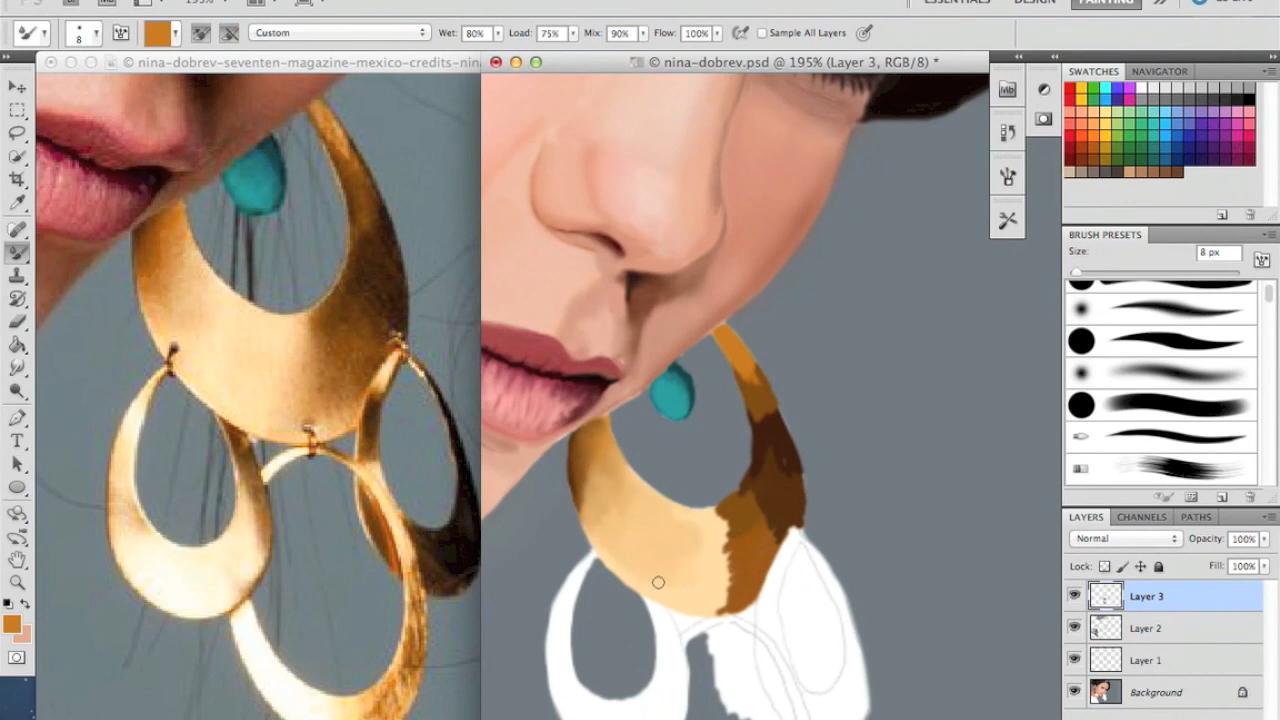 195%
ESSENTIALS DESIGN PAINTING
8 Custom Wet: 80% Load: 75% Mix: 90% Flow: 100% Sample All Layers
© nina-dobrev-seventen-magazine-mexico-credits-nin
© nina-dobrev.psd @ 195% (Layer 3, RGB/8) *
Mb
SWATCHES NAVIGATOR
BRUSH PRESETS
Size: 8 px
LAYERS CHANNELS PATHS
Normal Opacity: 100%
Lock: Fill: 100%
Layer 3
Layer 2
Layer 1
Background